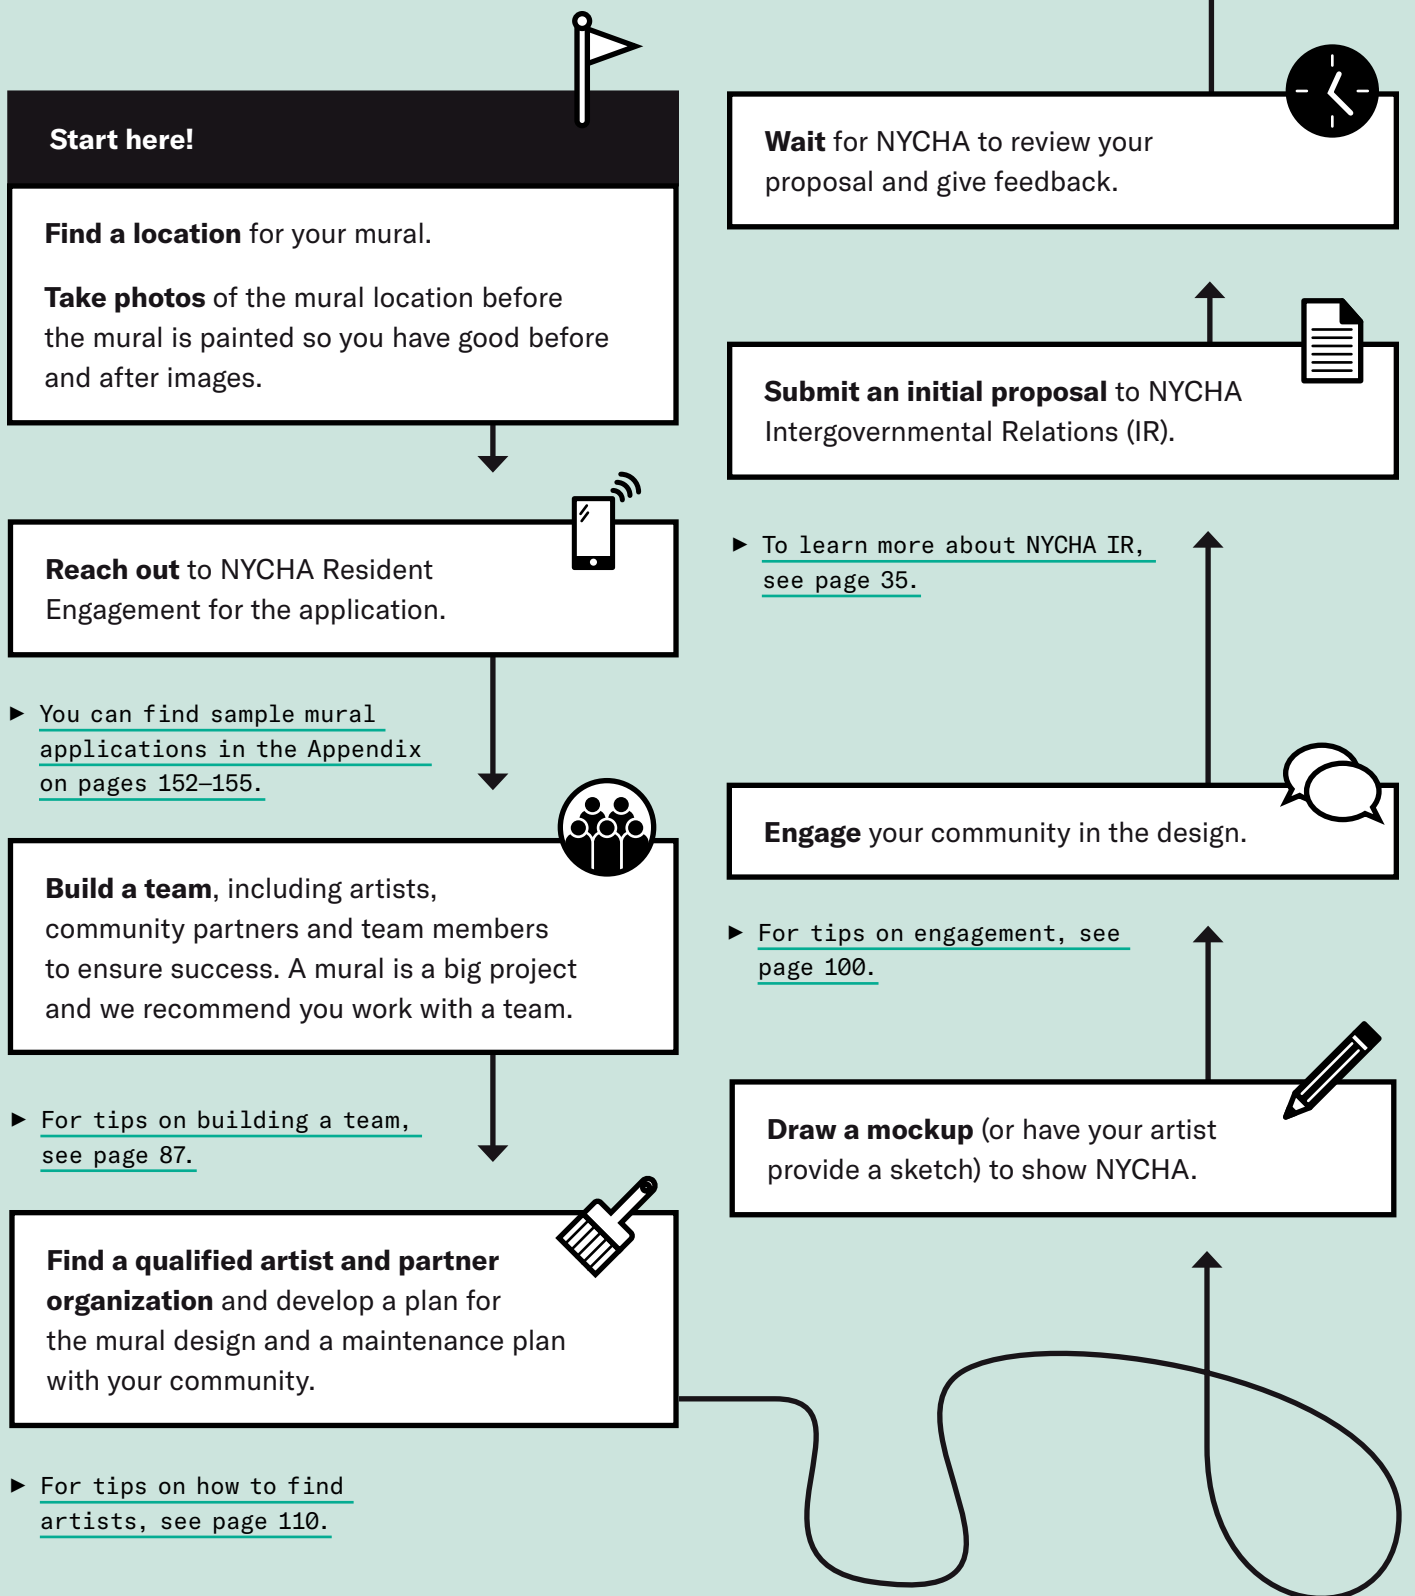 Start here!
Find a location for your mural.
Take photos of the mural location before
the mural is painted so you have good before
and after images.
Reach out to NYCHA Resident
Engagement for the application.
► You can find sample mural
applications in the Appendix
on pages 152–155.
Build a team, including artists,
community partners and team members
to ensure success. A mural is a big project
and we recommend you work with a team.
► For tips on building a team,
see page 87.
Find a qualified artist and partner
organization and develop a plan for
the mural design and a maintenance plan
with your community.
► For tips on how to find
artists, see page 110.
Draw a mockup (or have your artist
provide a sketch) to show NYCHA.
Engage your community in the design.
► For tips on engagement, see
page 100.
Submit an initial proposal to NYCHA
Intergovernmental Relations (IR).
► To learn more about NYCHA IR,
see page 35.
Wait for NYCHA to review your
proposal and give feedback.